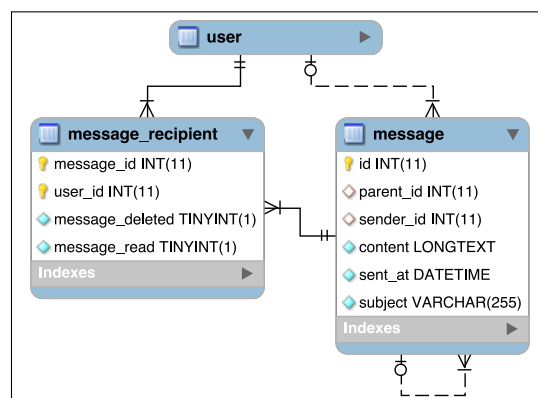 user
message_recipient
message_id INT(11)
user_id INT(11)
message_deleted TINYINT(1)
message_read TINYINT(1)
Indexes
message
id INT(11)
parent_id INT(11)
sender_id INT(11)
content LONGTEXT
sent_at DATETIME
subject VARCHAR(255)
Indexes